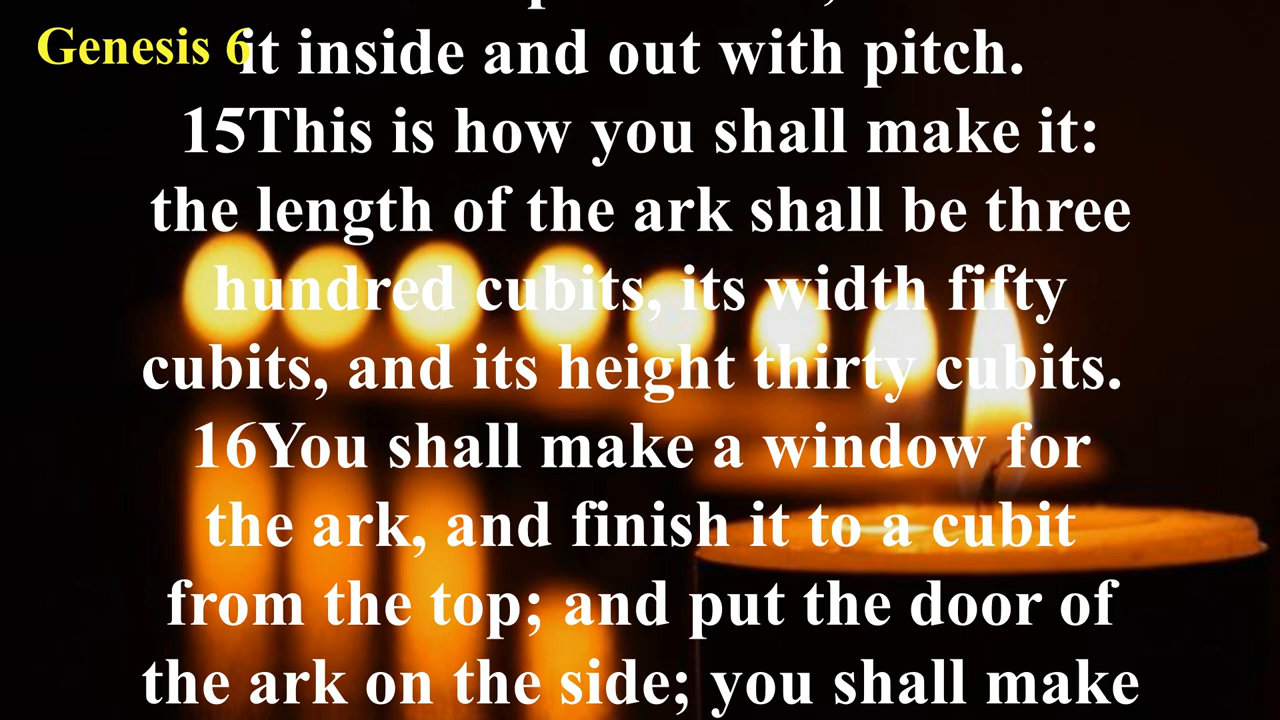 Genesis 6
it inside and out with pitch.
15This is how you shall make it:
the length of the ark shall be three
hundred cubits, its width fifty
cubits, and its height thirty cubits.
16You shall make a window for
the ark, and finish it to a cubit
from the top; and put the door of
the ark on the side; you shall make